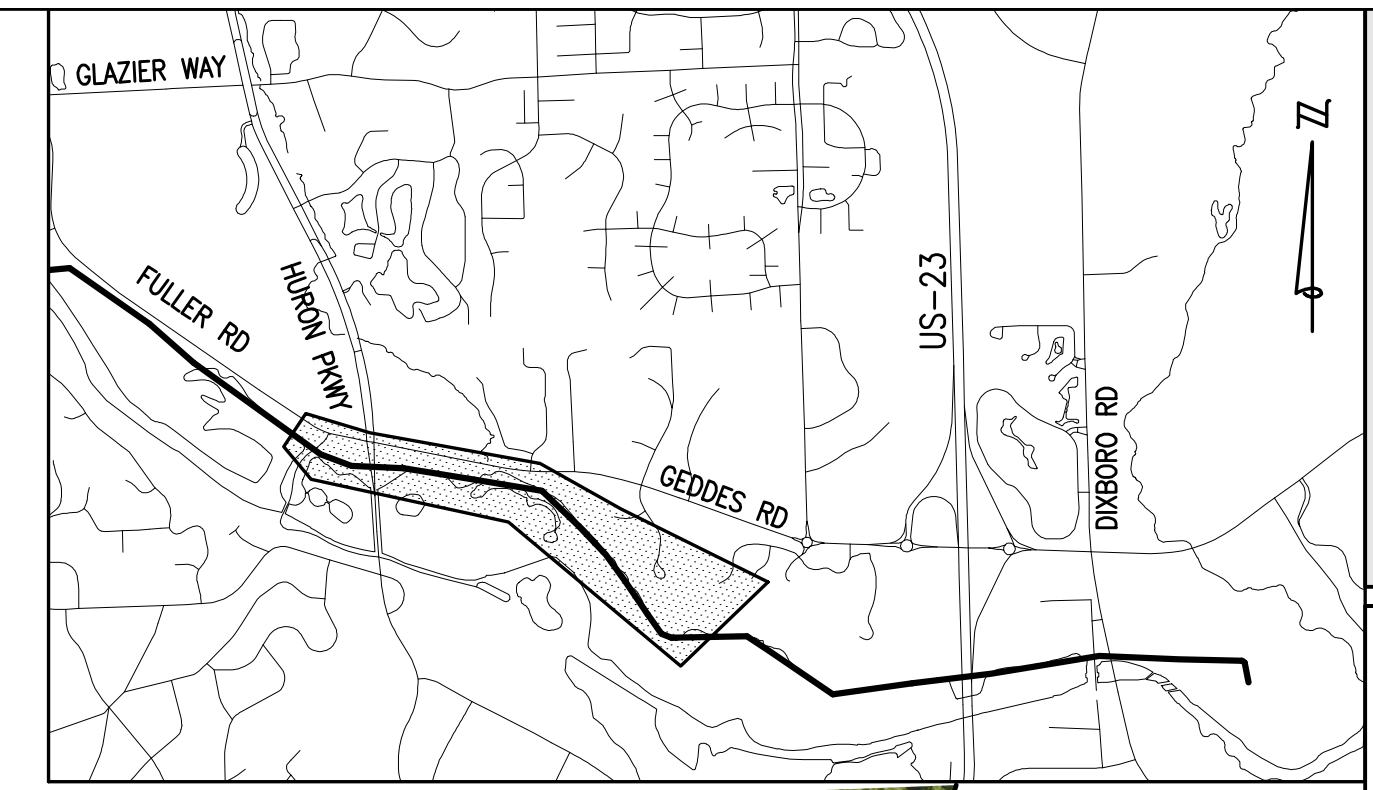 GLAZIER WAY
N
FULLER RD
HURON PKWY
US-23
GEDDES RD
DIXBORO RD